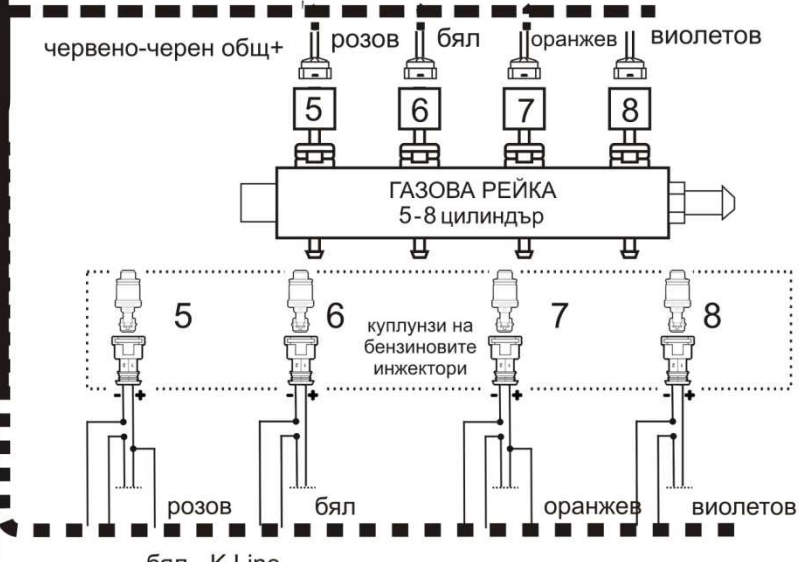 червено-черен общ+ розов бял оранжев виолетов
5 6 7 8
ГАЗОВА РЕЙКА
5-8 цилиндър
5 6 7 8
куплунзи на
бензиновите
инжектори
- + - + - + - +
розов бял оранжев виолетов